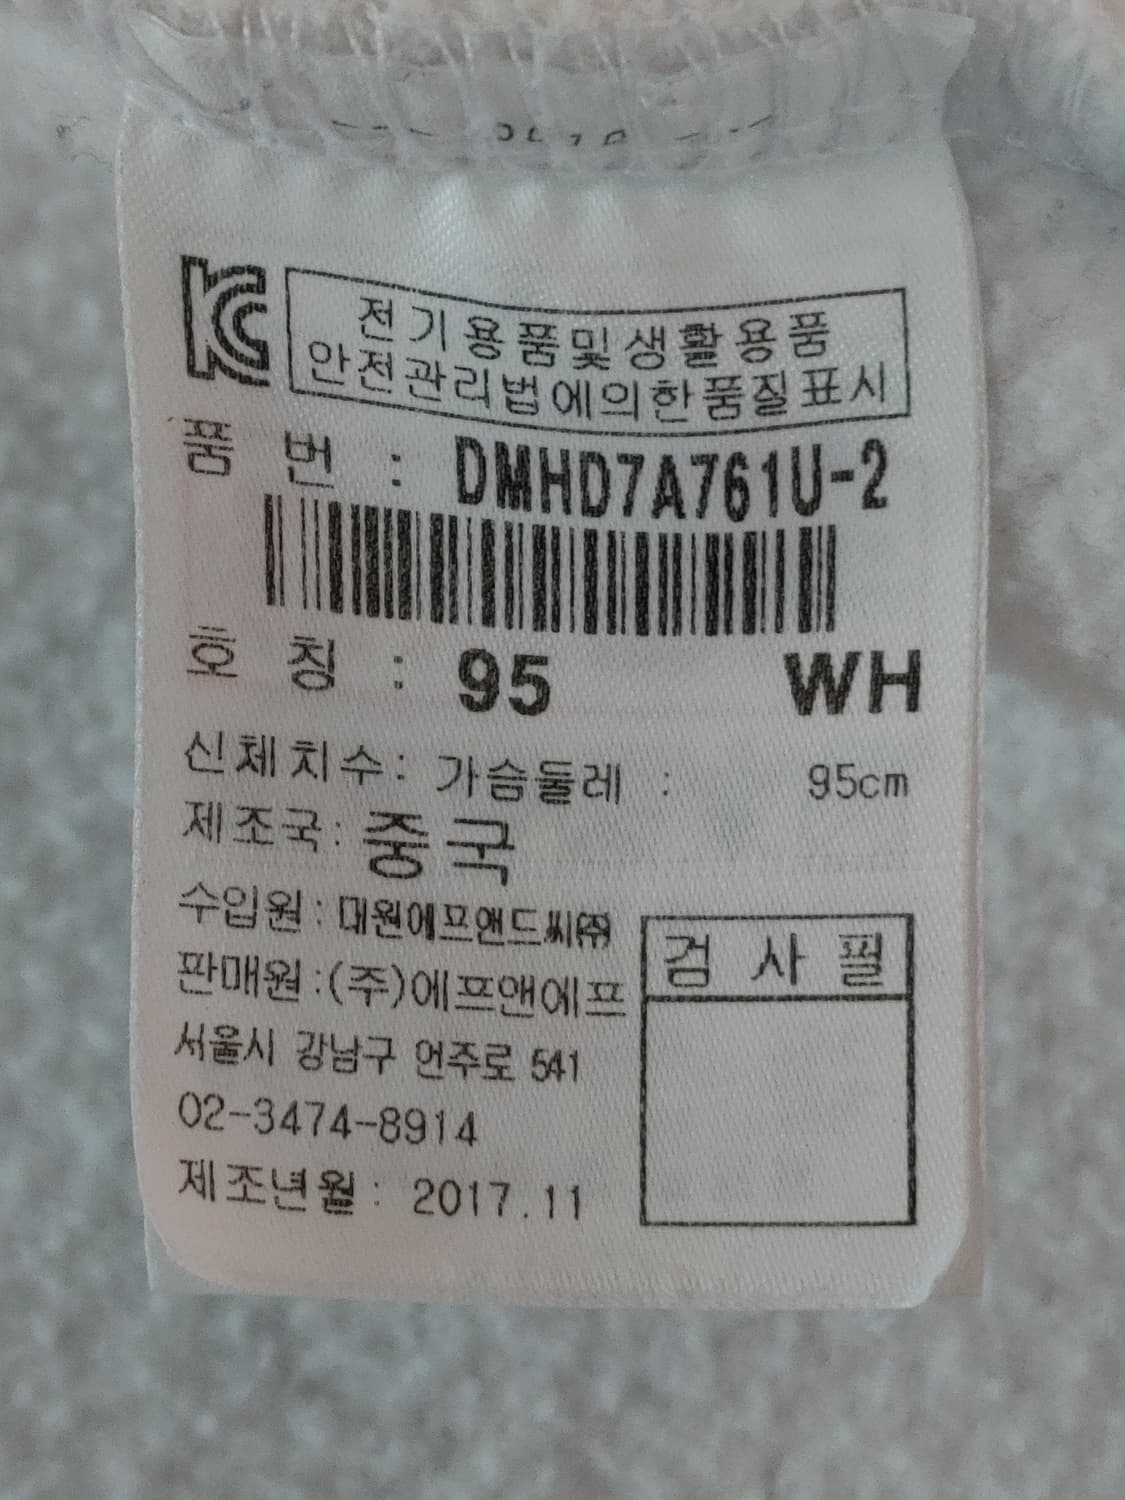 KC
전기용품및생활용품
안전관리법에의한품질표시
품 번 : DMHD7A761U-2
호 칭 : 95 WH
신체치수: 가슴둘레 : 95cm
제조국: 중국
수입원: 대원에프앤드씨㈜
판매원:(주)에프앤에프
서울시 강남구 언주로 541
02-3474-8914
제조년월: 2017.11
검 사 필